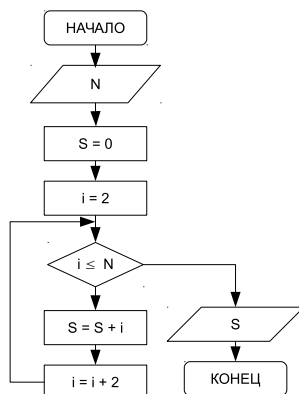 НАЧАЛО
N
S = 0
i = 2
i ≤ N
S = S + i
i = i + 2
S
КОНЕЦ